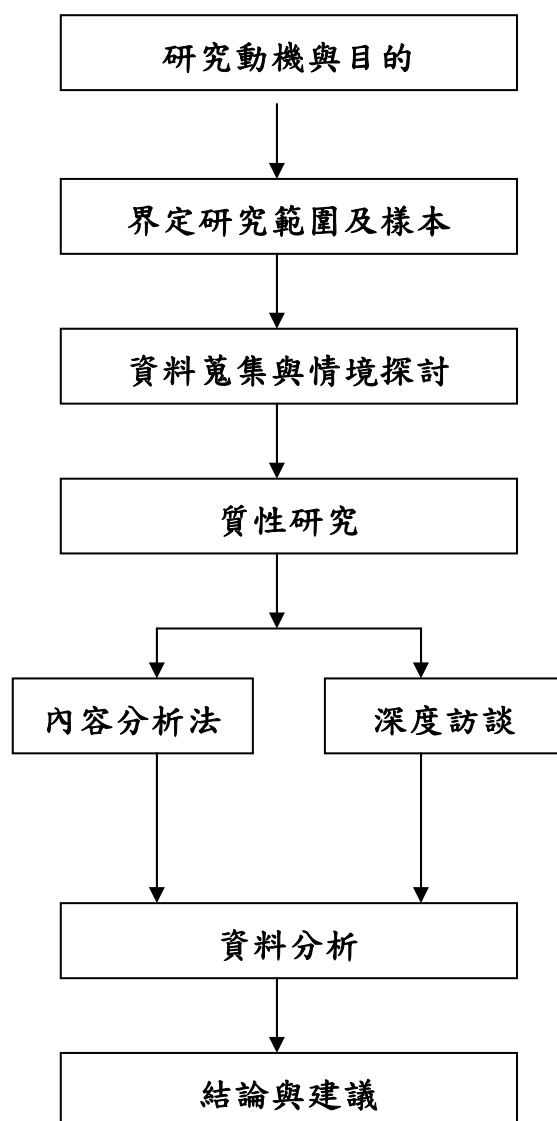 研究動機與目的
界定研究範圍及樣本
資料蒐集與情境探討
質性研究
內容分析法
深度訪談
資料分析
結論與建議